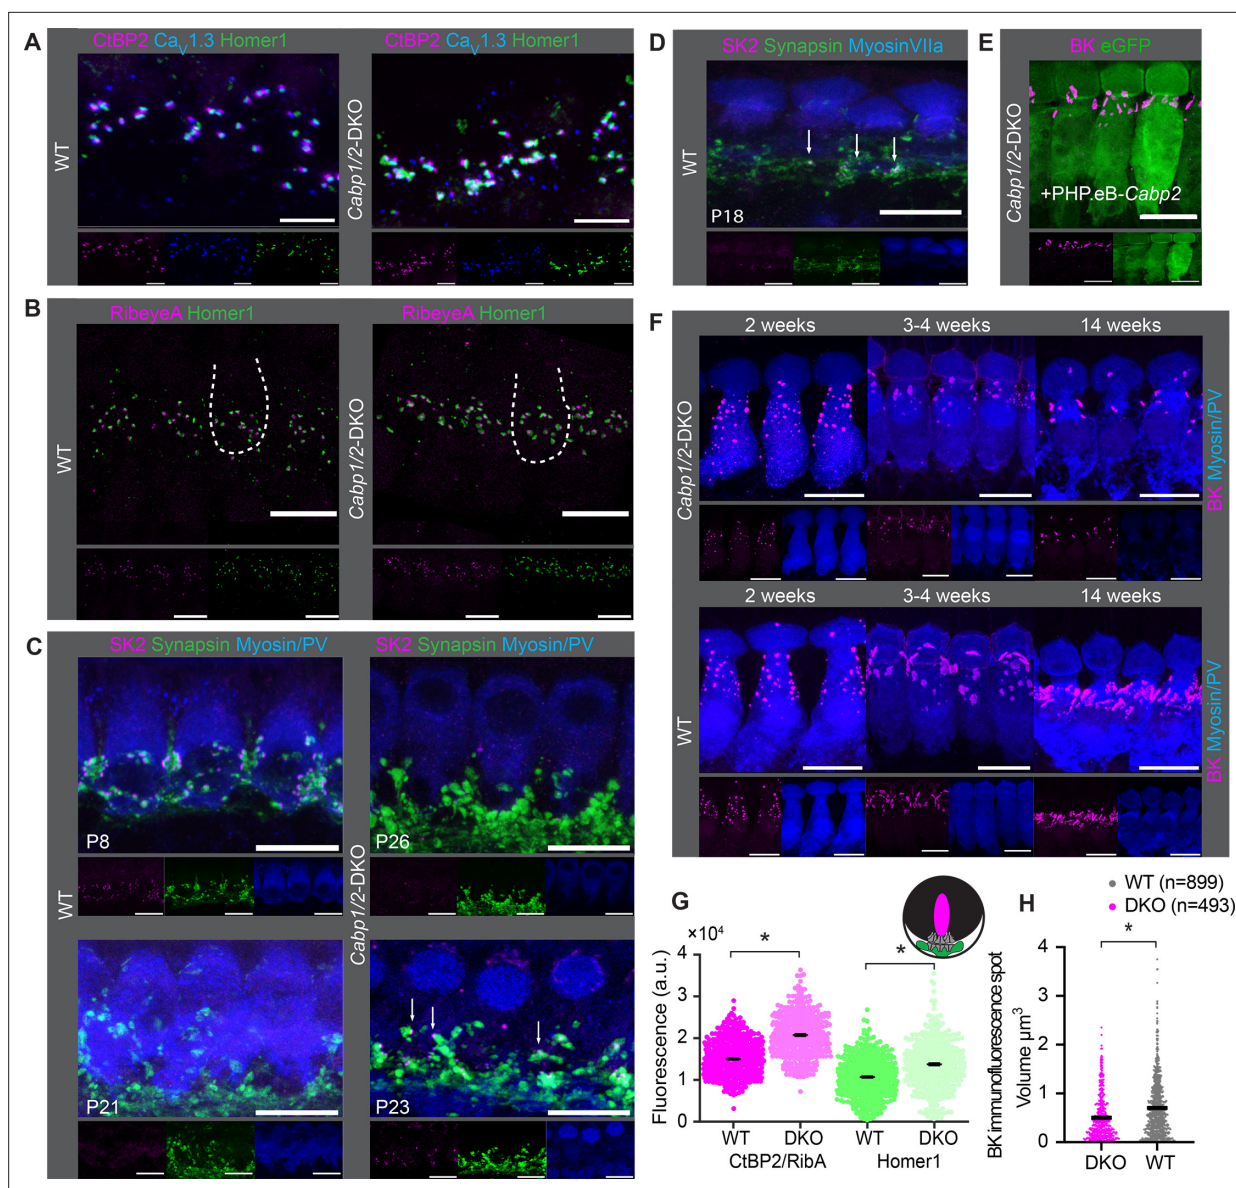 A
CtBP2 CaV1.3 Homer1
CtBP2 CaV1.3 Homer1
WT
Cabp1/2-DKO
B
RibeyeA Homer1
RibeyeA Homer1
WT
Cabp1/2-DKO
C
SK2 Synapsin Myosin/PV
SK2 Synapsin Myosin/PV
WT
Cabp1/2-DKO
P8
P26
P21
P23
D
SK2 Synapsin MyosinVIIa
WT
P18
E
BK eGFP
Cabp1/2-DKO
+PHP.eB-Cabp2
F
2 weeks
3-4 weeks
14 weeks
Cabp1/2-DKO
BK Myosin/PV
2 weeks
3-4 weeks
14 weeks
WT
BK Myosin/PV
G
×10⁴
Fluorescence (a.u.)
4
3
2
1
0
*
*
WT
DKO
WT
DKO
CtBP2/RibA
Homer1
H
WT (n=899)
DKO (n=493)
BK immunofluorescence spot
Volume μm³
4
3
2
1
0
*
DKO
WT